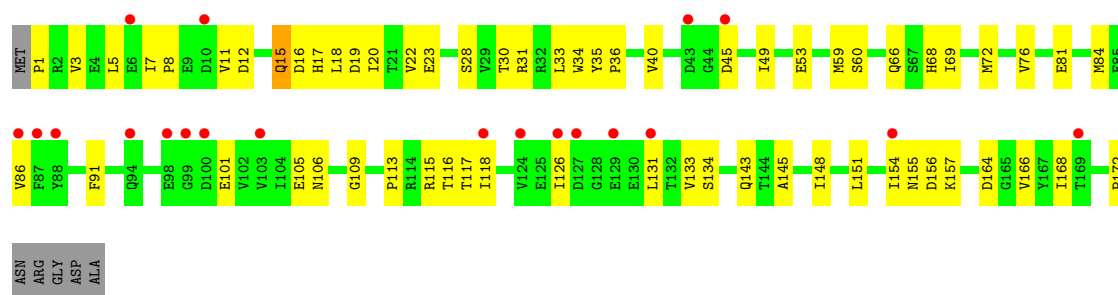 MET P1 R2 V3 E4 L5 E6 I7 P8 E9 D10 V11 D12 Q15 D16 H17 L18 D19 I20 T21 V22 E23 S28 V29 T30 R31 R32 L33 W34 Y35 P36 V40 D43 G44 D45 I49 E53 M59 S60 Q66 S67 H68 I69 M72 V76 E81 M84 E85
V86 F87 Y88 F91 Q94 E98 G99 D100 E101 V102 V103 I104 E105 N106 G109 P113 R114 R115 T116 T117 I118 V124 E125 I126 D127 G128 E129 E130 L131 T132 V133 S134 Q143 T144 A145 I148 L151 I154 N155 D156 K157 D164 G165 V166 Y167 I168 T169
ASN ARG GLY ASP ALA